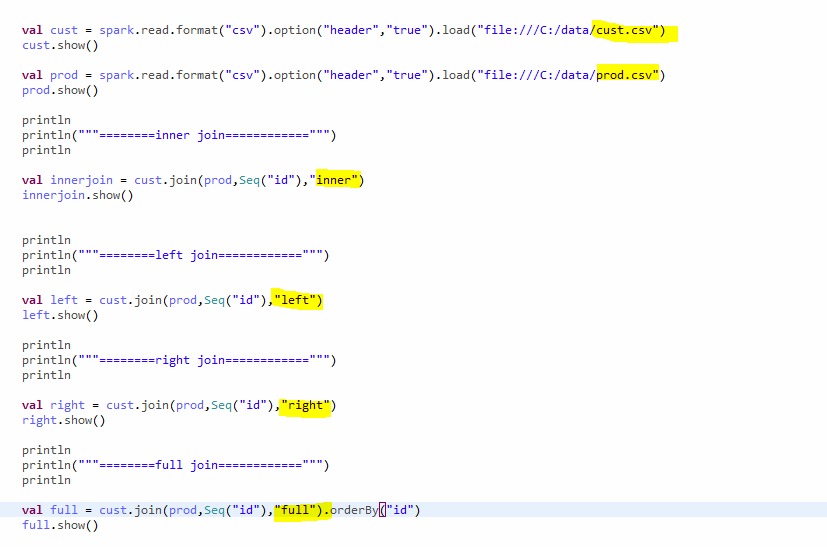 val cust = spark.read.format("csv").option("header","true").load("file:///C:/data/cust.csv")
cust.show()
val prod = spark.read.format("csv").option("header","true").load("file:///C:/data/prod.csv")
prod.show()
println
println("""========inner join============""")
println
val innerjoin = cust.join(prod,Seq("id"),"inner")
innerjoin.show()
println
println("""========left join============""")
println
val left = cust.join(prod,Seq("id"),"left")
left.show()
println
println("""========right join============""")
println
val right = cust.join(prod,Seq("id"),"right")
right.show()
println
println("""========full join============""")
println
val full = cust.join(prod,Seq("id"),"full").orderBy("id")
full.show()